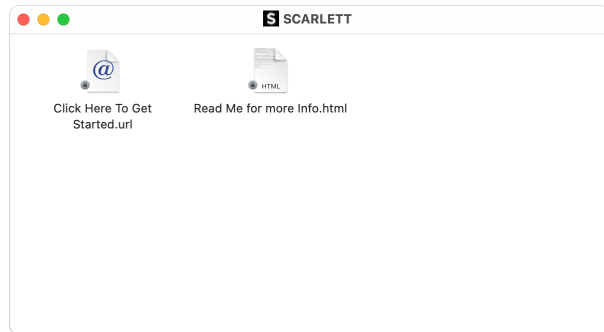 S SCARLETT
@
HTML
Click Here To Get
Started.url
Read Me for more Info.html